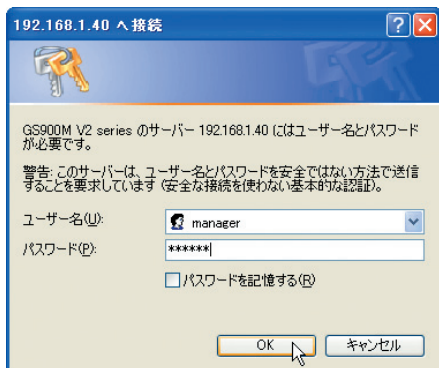 192.168.1.40 へ接続
GS900M V2 series のサーバー 192.168.1.40 にはユーザー名とパスワード
が必要です。
警告: このサーバーは、ユーザー名とパスワードを安全ではない方法で送信
することを要求しています (安全な接続を使わない基本的な認証)。
ユーザー名(U):
manager
パスワード(P):
******
パスワードを記憶する(R)
OK
キャンセル